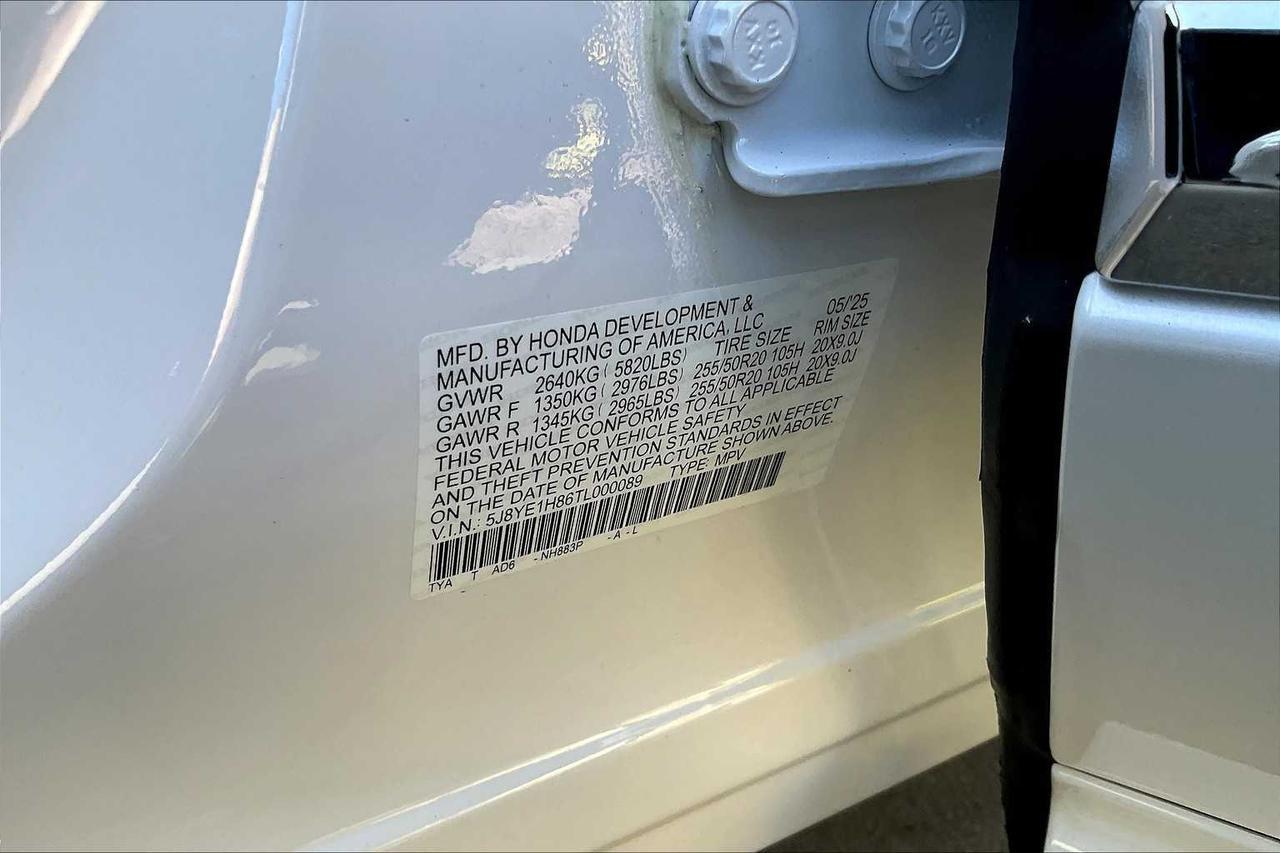 MFD. BY HONDA DEVELOPMENT & 05/'25
MANUFACTURING OF AMERICA, LLC
TIRE SIZE RIM SIZE
GVWR 2640KG ( 5820LBS)
GAWR F 1350KG ( 2976LBS) 255/50R20 105H 20X9.0J
GAWR R 1345KG ( 2965LBS) 255/50R20 105H 20X9.0J
THIS VEHICLE CONFORMS TO ALL APPLICABLE
FEDERAL MOTOR VEHICLE SAFETY
AND THEFT PREVENTION STANDARDS IN EFFECT
ON THE DATE OF MANUFACTURE SHOWN ABOVE.
V.I.N.: 5J8YE1H86TL000089 TYPE: MPV
TYA T AD6 - NH883P - A - L
KXV
10